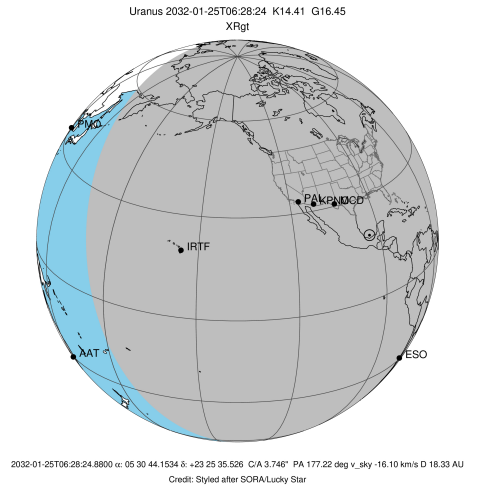 Uranus 2032-01-25T06:28:24 K14.41 G16.45
XRgt
PMO
PAL KPNO MCD
IRTF
AAT
ESO
2032-01-25T06:28:24.8800 α: 05 30 44.1534 δ: +23 25 35.526 C/A 3.746" PA 177.22 deg v_sky -16.10 km/s D 18.33 AU
Credit: Styled after SORA/Lucky Star